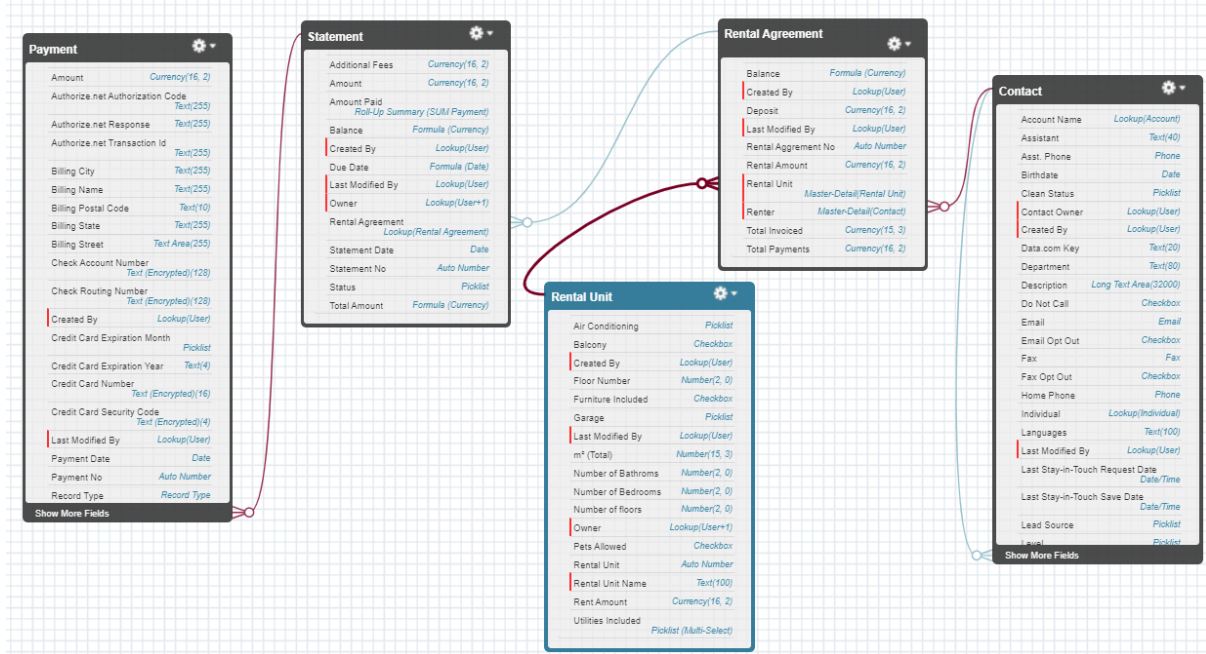 Payment
Amount Currency(16, 2)
Authorize.net Authorization Code
Text(255)
Authorize.net Response Text(255)
Authorize.net Transaction Id
Text(255)
Billing City Text(255)
Billing Name Text(255)
Billing Postal Code Text(10)
Billing State Text(255)
Billing Street Text Area(255)
Check Account Number
Text (Encrypted)(128)
Check Routing Number
Text (Encrypted)(128)
Created By Lookup(User)
Credit Card Expiration Month
Picklist
Credit Card Expiration Year Text(4)
Credit Card Number
Text (Encrypted)(16)
Credit Card Security Code
Text (Encrypted)(4)
Last Modified By Lookup(User)
Payment Date Date
Payment No Auto Number
Record Type Record Type
Show More Fields
Statement
Additional Fees Currency(16, 2)
Amount Currency(16, 2)
Amount Paid
Roll-Up Summary (SUM Payment)
Balance Formula (Currency)
Created By Lookup(User)
Due Date Formula (Date)
Last Modified By Lookup(User)
Owner Lookup(User+1)
Rental Agreement
Lookup(Rental Agreement)
Statement Date Date
Statement No Auto Number
Status Picklist
Total Amount Formula (Currency)
Rental Agreement
Balance Formula (Currency)
Created By Lookup(User)
Deposit Currency(16, 2)
Last Modified By Lookup(User)
Rental Aggrement No Auto Number
Rental Amount Currency(16, 2)
Rental Unit
Master-Detail(Rental Unit)
Renter Master-Detail(Contact)
Total Invoiced Currency(15, 3)
Total Payments Currency(16, 2)
Rental Unit
Air Conditioning Picklist
Balcony Checkbox
Created By Lookup(User)
Floor Number Number(2, 0)
Furniture Included Checkbox
Garage Picklist
Last Modified By Lookup(User)
m² (Total) Number(15, 3)
Number of Bathroms Number(2, 0)
Number of Bedrooms Number(2, 0)
Number of floors Number(2, 0)
Owner Lookup(User+1)
Pets Allowed Checkbox
Rental Unit Auto Number
Rental Unit Name Text(100)
Rent Amount Currency(16, 2)
Utilities Included
Picklist (Multi-Select)
Contact
Account Name Lookup(Account)
Assistant Text(40)
Asst. Phone Phone
Birthdate Date
Clean Status Picklist
Contact Owner Lookup(User)
Created By Lookup(User)
Data.com Key Text(20)
Department Text(80)
Description Long Text Area(32000)
Do Not Call Checkbox
Email Email
Email Opt Out Checkbox
Fax Fax
Fax Opt Out Checkbox
Home Phone Phone
Individual Lookup(Individual)
Languages Text(100)
Last Modified By Lookup(User)
Last Stay-in-Touch Request Date
Date/Time
Last Stay-in-Touch Save Date
Date/Time
Lead Source Picklist
Level Picklist
Show More Fields